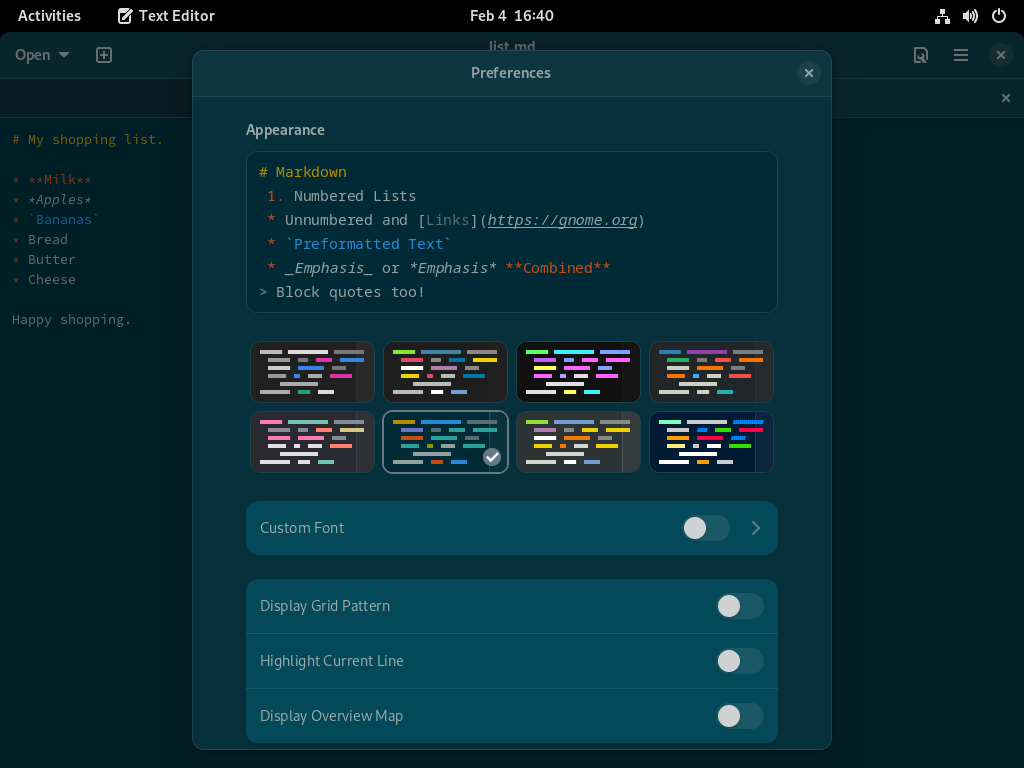 Activities Text Editor Feb 4 16:40
Open list.md
Preferences
# My shopping list.
* **Milk**
* *Apples*
* `Bananas`
* Bread
* Butter
* Cheese
Happy shopping.
Appearance
# Markdown
1. Numbered Lists
* Unnumbered and [Links](https://gnome.org)
* `Preformatted Text`
* _Emphasis_ or *Emphasis* **Combined**
> Block quotes too!
Custom Font
Display Grid Pattern
Highlight Current Line
Display Overview Map